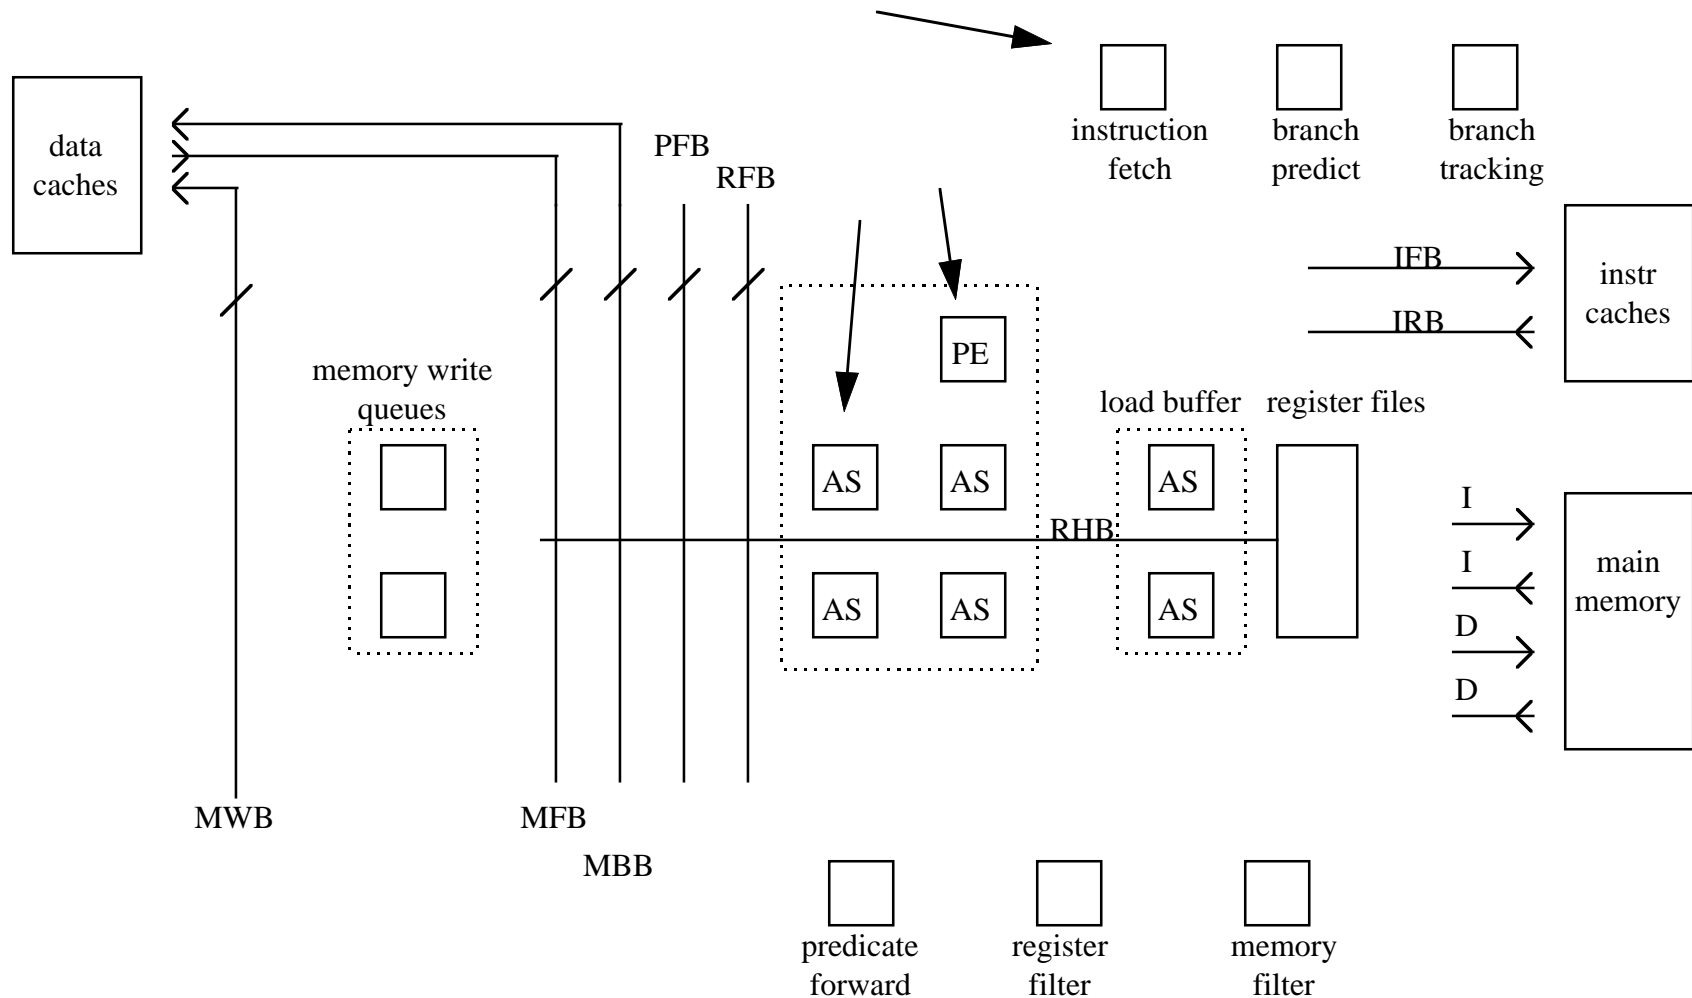 instruction
fetch
branch
predict
branch
tracking
data
caches
PFB
RFB
IFB
IRB
instr
caches
PE
memory write
queues
load buffer
register files
AS
AS
AS
RHB
AS
AS
AS
I
I
D
D
main
memory
MWB
MFB
MBB
predicate
forward
register
filter
memory
filter